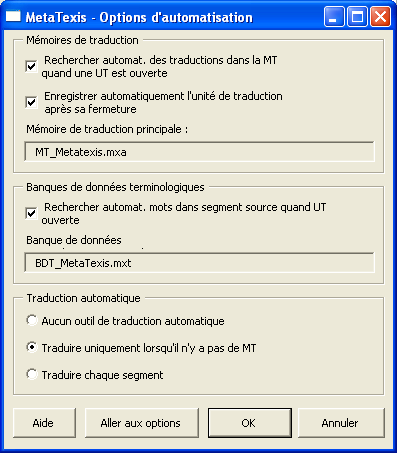 MetaTexis - Options d'automatisation
Mémoires de traduction
Rechercher automat. des traductions dans la MT
quand une UT est ouverte
Enregistrer automatiquement l'unité de traduction
après sa fermeture
Mémoire de traduction principale :
MT_Metatexis.mxa
Banques de données terminologiques
Rechercher automat. mots dans segment source quand UT
ouverte
Banque de données
BDT_MetaTexis.mxt
Traduction automatique
Aucun outil de traduction automatique
Traduire uniquement lorsqu'il n'y a pas de MT
Traduire chaque segment
Aide
Aller aux options
OK
Annuler